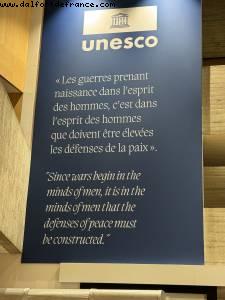 www.dalfortdefrance.com
unesco
« Les guerres prenant
naissance dans l'esprit
des hommes, c'est dans
l'esprit des hommes
que doivent être élevées
les défenses de la paix ».
"Since wars begin in the
minds of men, it is in the
minds of men that the
defenses of peace must
be constructed."